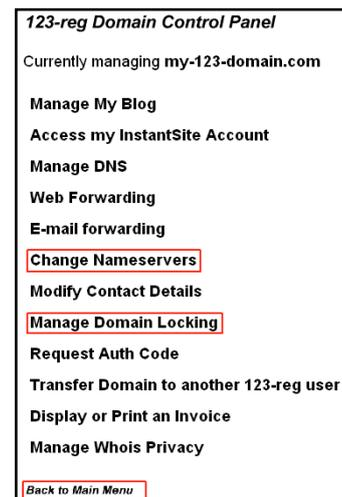 123-reg Domain Control Panel
Currently managing my-123-domain.com
Manage My Blog
Access my InstantSite Account
Manage DNS
Web Forwarding
E-mail forwarding
Change Nameservers
Modify Contact Details
Manage Domain Locking
Request Auth Code
Transfer Domain to another 123-reg user
Display or Print an Invoice
Manage Whois Privacy
Back to Main Menu